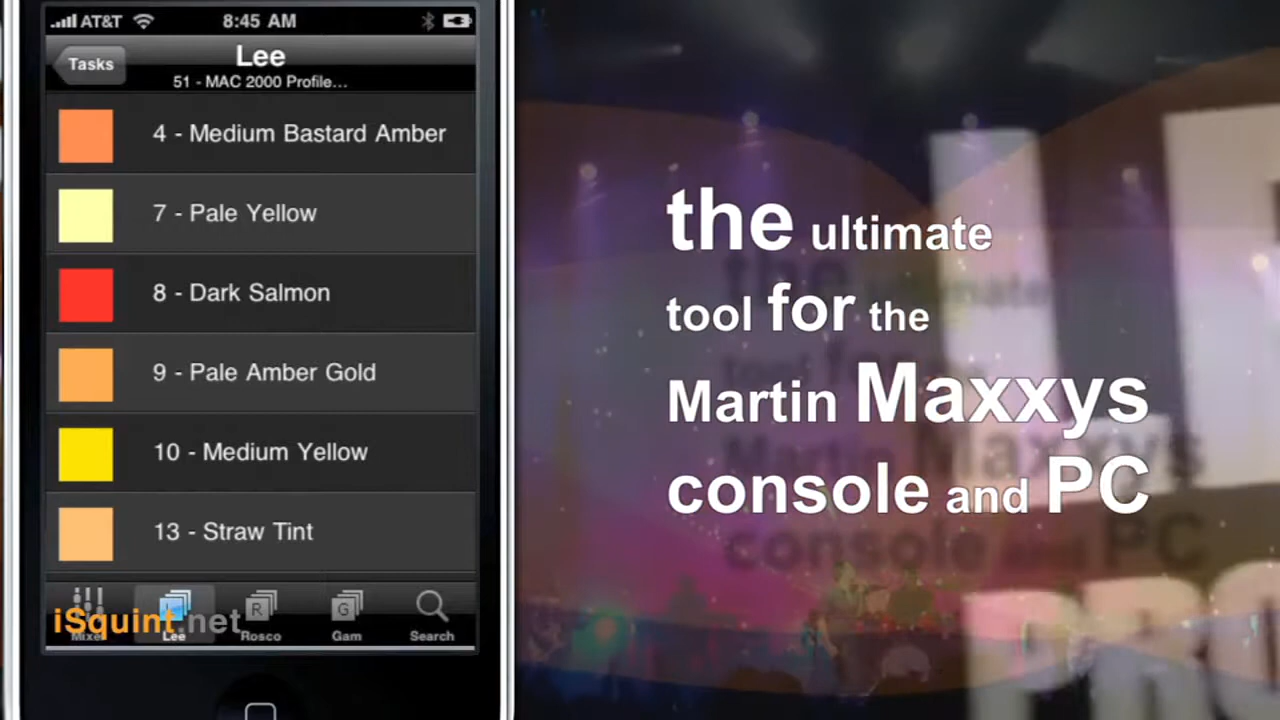 AT&T 8:45 AM
Tasks
Lee
51 - MAC 2000 Profile...
4 - Medium Bastard Amber
7 - Pale Yellow
8 - Dark Salmon
9 - Pale Amber Gold
10 - Medium Yellow
13 - Straw Tint
iSquint.net
Lee
R
Rosco
G
Gam
Search
the ultimate
tool for the
Martin Maxxys
console and PC